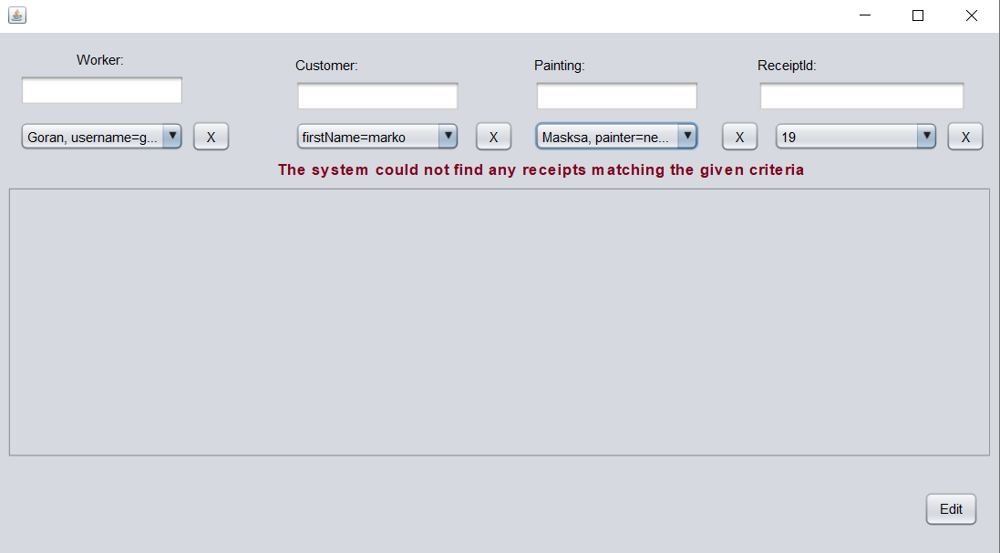 Worker:
Customer:
Painting:
ReceiptId:
Goran, username=g... X firstName=marko X Masksa, painter=ne... X 19 X
The system could not find any receipts matching the given criteria
Edit